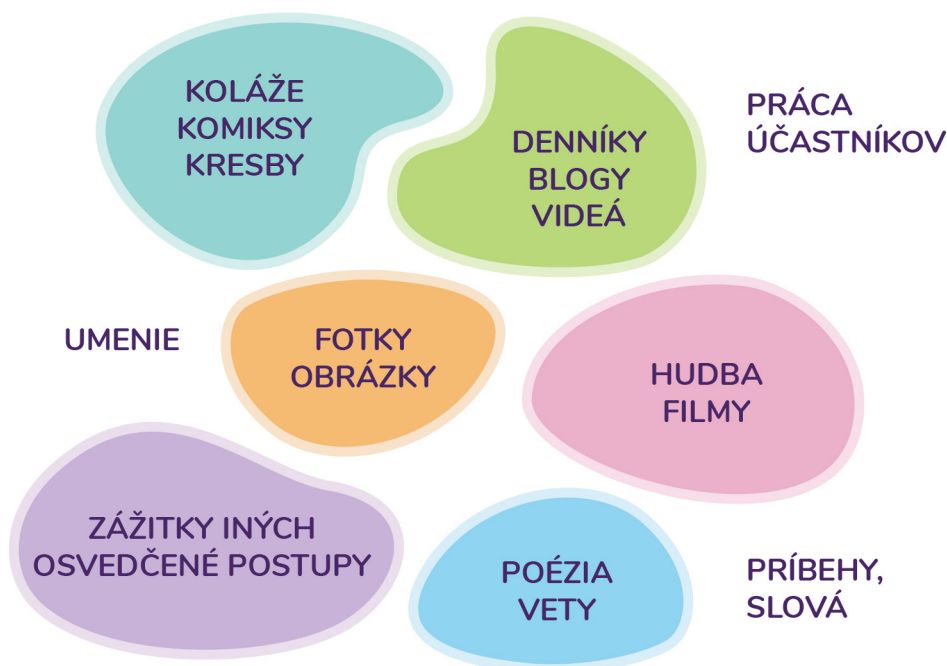 KOLÁŽE
KOMIKSY
KRESBY
DENNÍKY
BLOGY
VIDEÁ
PRÁCA
ÚČASTNÍKOV
UMENIE
FOTKY
OBRÁZKY
HUDBA
FILMY
ZÁŽITKY INÝCH
OSVEDČENÉ POSTUPY
POÉZIA
VETY
PRÍBEHY,
SLOVÁ